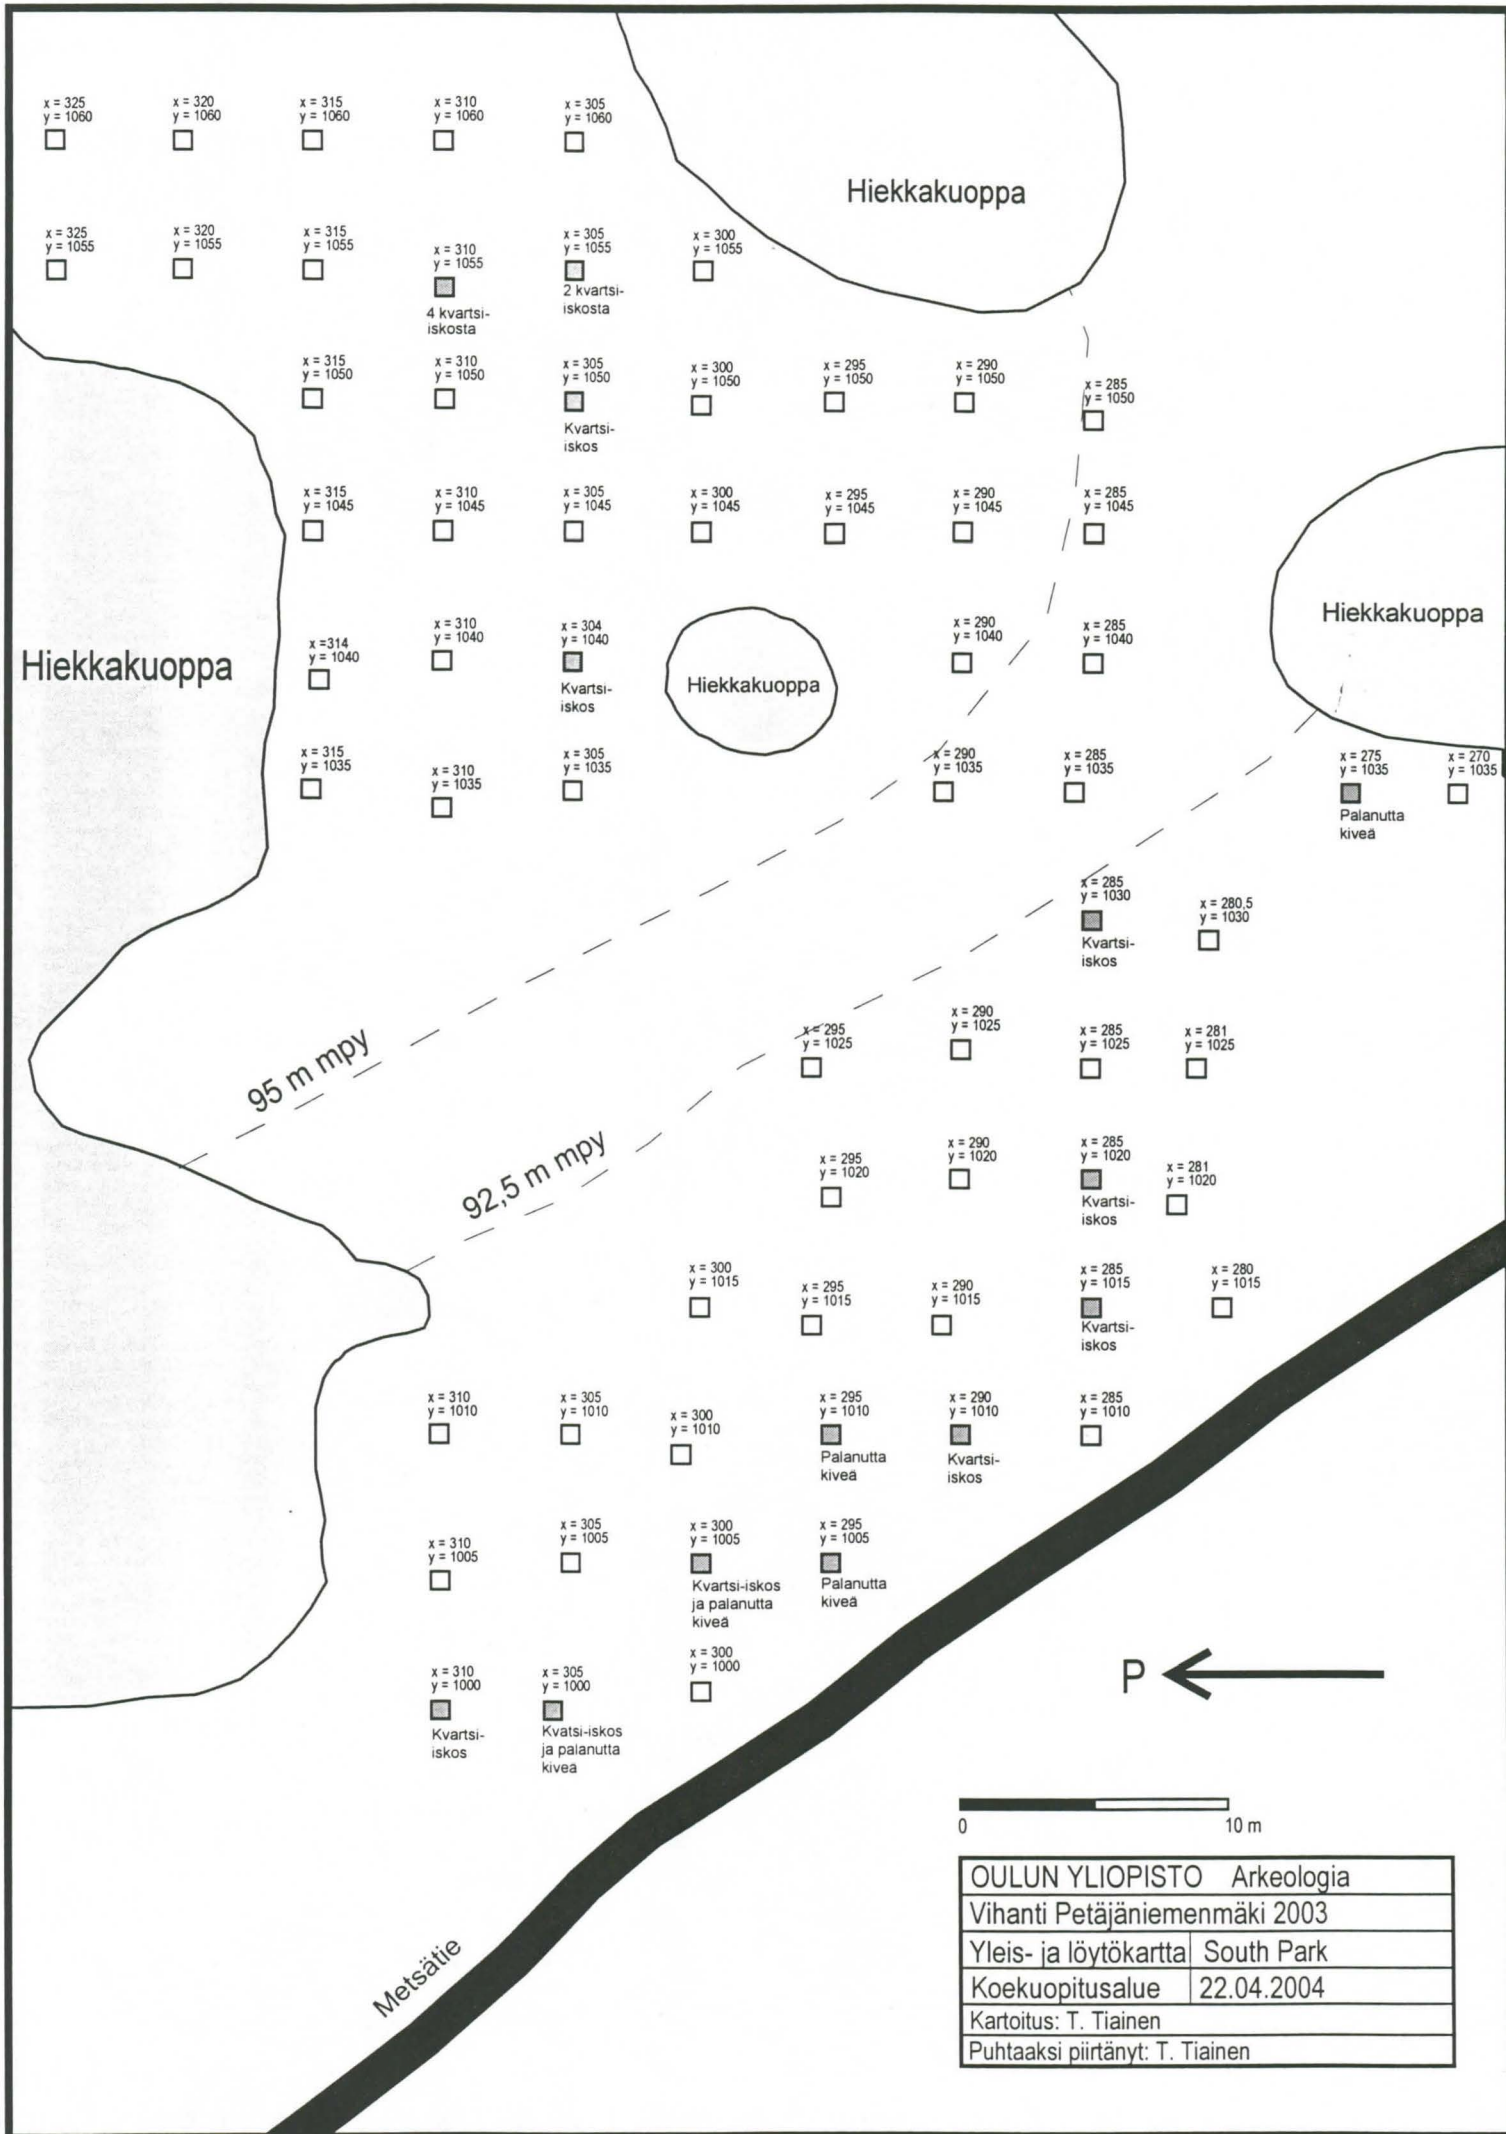 x = 325
y = 1060
x = 320
y = 1060
x = 315
y = 1060
x = 310
y = 1060
x = 305
y = 1060
Hiekkakuoppa
x = 325
y = 1055
x = 320
y = 1055
x = 315
y = 1055
x = 310
y = 1055
4 kvartsi-
iskosta
x = 305
y = 1055
2 kvartsi-
iskosta
x = 300
y = 1055
x = 315
y = 1050
x = 310
y = 1050
x = 305
y = 1050
Kvartsi-
iskos
x = 300
y = 1050
x = 295
y = 1050
x = 290
y = 1050
x = 285
y = 1050
x = 315
y = 1045
x = 310
y = 1045
x = 305
y = 1045
x = 300
y = 1045
x = 295
y = 1045
x = 290
y = 1045
x = 285
y = 1045
Hiekkakuoppa
x =314
y = 1040
x = 310
y = 1040
x = 304
y = 1040
Kvartsi-
iskos
Hiekkakuoppa
x = 290
y = 1040
x = 285
y = 1040
Hiekkakuoppa
x = 315
y = 1035
x = 310
y = 1035
x = 305
y = 1035
x = 290
y = 1035
x = 285
y = 1035
x = 275
y = 1035
Palanutta
kiveä
x = 270
y = 1035
x = 285
y = 1030
Kvartsi-
iskos
x = 280,5
y = 1030
95 m mpy
x = 295
y = 1025
x = 290
y = 1025
x = 285
y = 1025
x = 281
y = 1025
92,5 m mpy
x = 295
y = 1020
x = 290
y = 1020
x = 285
y = 1020
Kvartsi-
iskos
x = 281
y = 1020
x = 300
y = 1015
x = 295
y = 1015
x = 290
y = 1015
x = 285
y = 1015
Kvartsi-
iskos
x = 280
y = 1015
x = 310
y = 1010
x = 305
y = 1010
x = 300
y = 1010
x = 295
y = 1010
Palanutta
kiveä
x = 290
y = 1010
Kvartsi-
iskos
x = 285
y = 1010
x = 310
y = 1005
x = 305
y = 1005
x = 300
y = 1005
Kvartsi-iskos
ja palanutta
kiveä
x = 295
y = 1005
Palanutta
kiveä
x = 310
y = 1000
Kvartsi-
iskos
x = 305
y = 1000
Kvatsi-iskos
ja palanutta
kiveä
x = 300
y = 1000
P
0 10 m
Metsätie
OULUN YLIOPISTO Arkeologia
Vihanti Petäjäniemenmäki 2003
Yleis- ja löytökartta South Park
Koekuopitusalue 22.04.2004
Kartoitus: T. Tiainen
Puhtaaksi piirtänyt: T. Tiainen